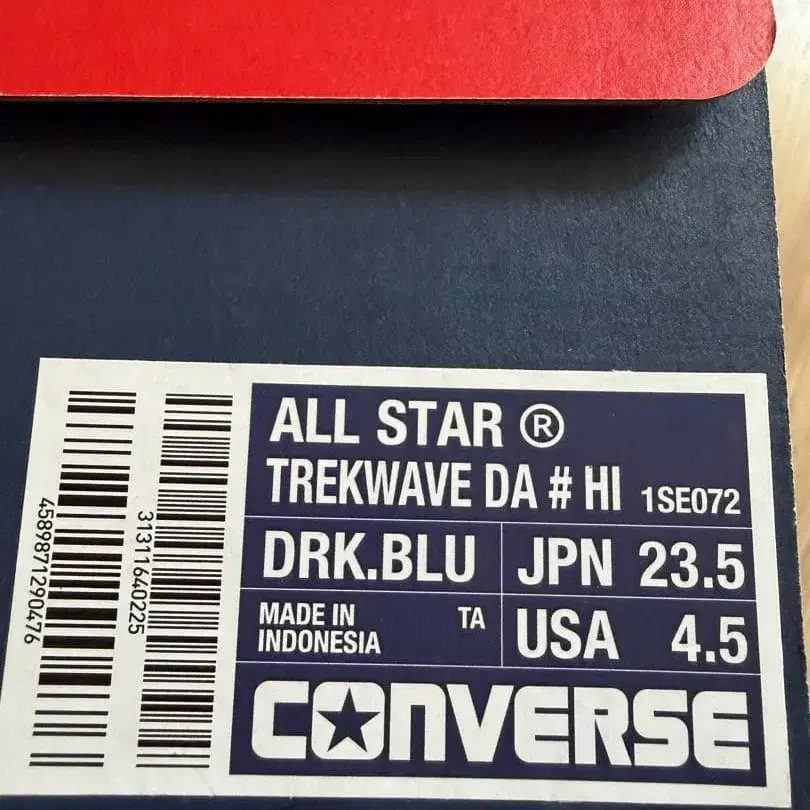 ALL STAR ®
TREKWAVE DA # HI 1SE072
DRK.BLU JPN 23.5
MADE IN INDONESIA TA USA 4.5
CONVERSE
4589871290476
31311640225